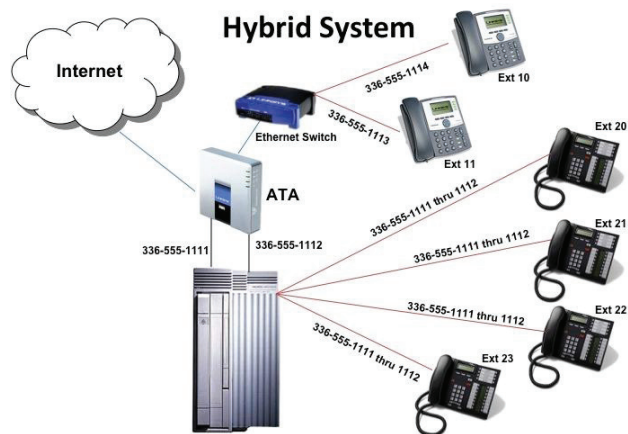 Hybrid System
Internet
336-555-1114
Ext 10
Ethernet Switch
336-555-1113
Ext 11
Ext 20
ATA
336-555-1111 thru 1112
336-555-1111
336-555-1112
336-555-1111 thru 1112
Ext 21
336-555-1111 thru 1112
Ext 22
336-555-1111 thru 1112
Ext 23